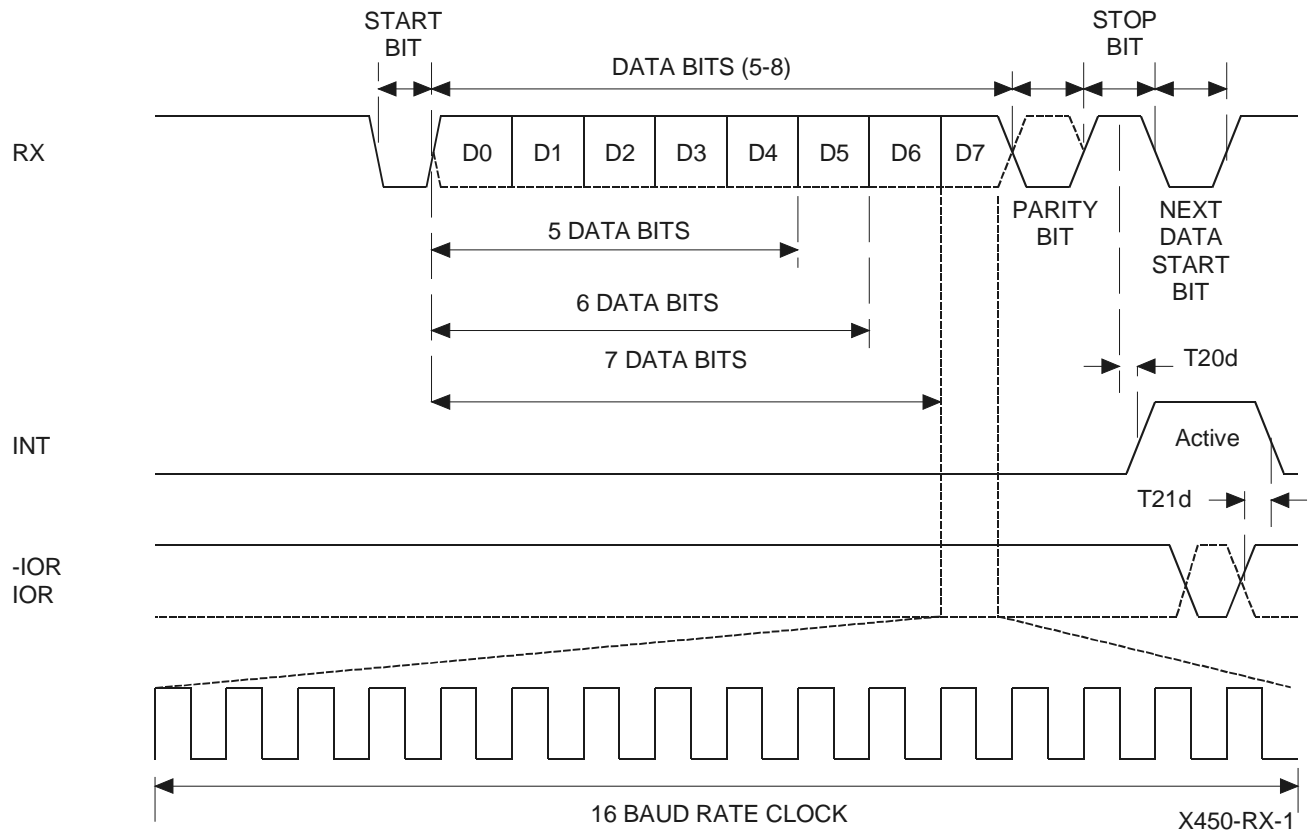 START
BIT
STOP
BIT
DATA BITS (5-8)
RX
D0 D1 D2 D3 D4 D5 D6 D7
PARITY
BIT
NEXT
DATA
START
BIT
5 DATA BITS
6 DATA BITS
7 DATA BITS
T20d
INT
Active
T21d
-IOR
IOR
16 BAUD RATE CLOCK
X450-RX-1